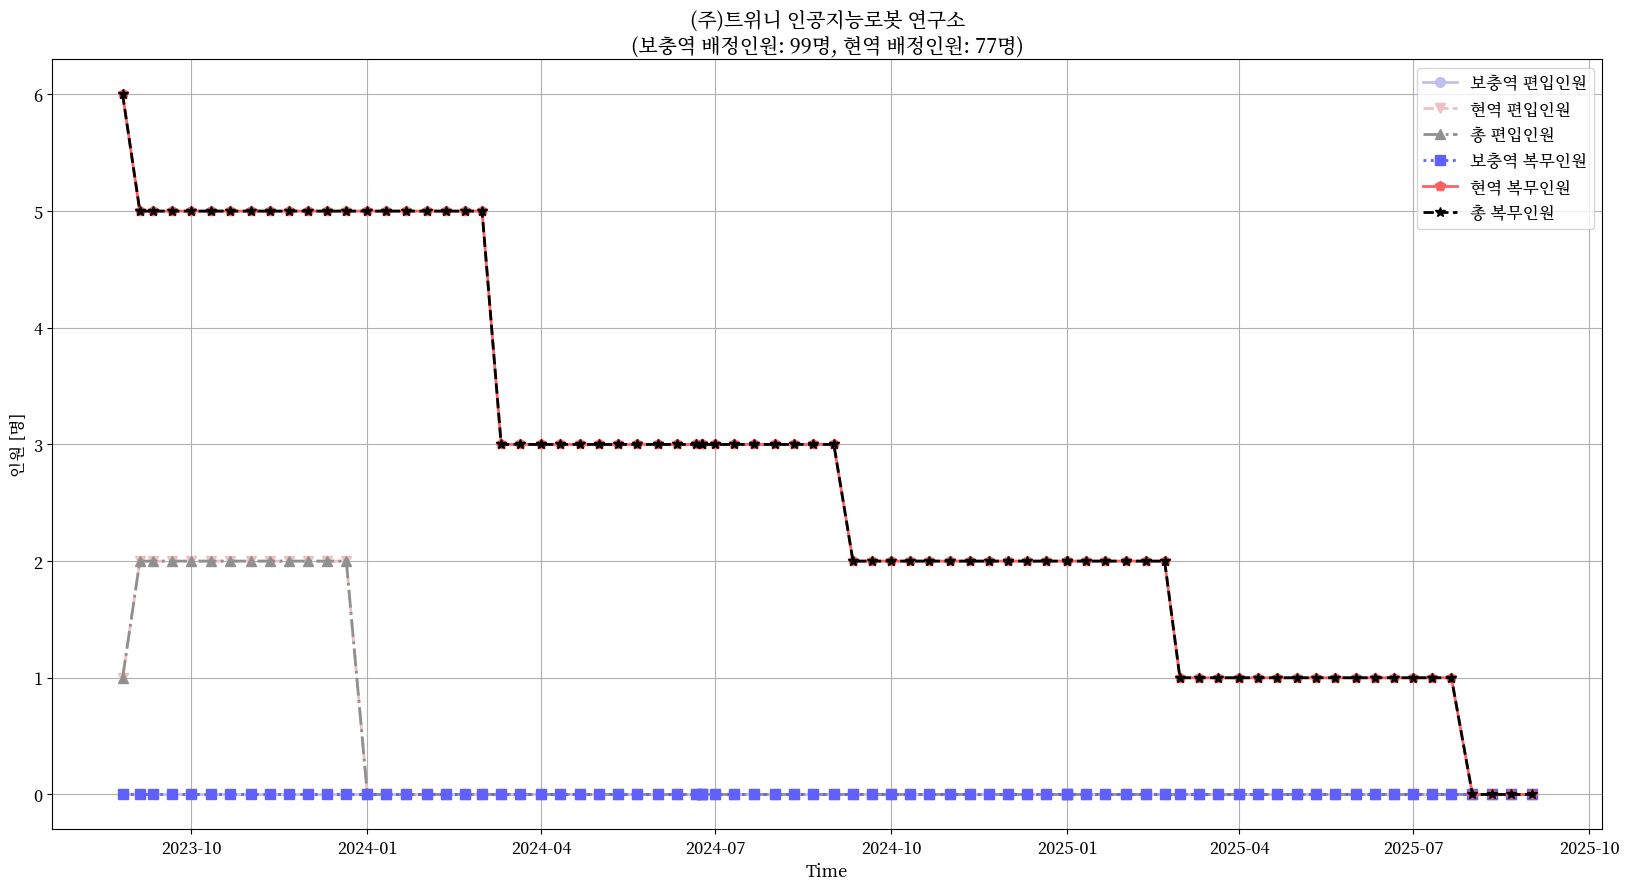 (주)트위니 인공지능로봇 연구소
(보충역 배정인원: 99명, 현역 배정인원: 77명)
보충역 편입인원
현역 편입인원
총 편입인원
보충역 복무인원
현역 복무인원
총 복무인원
인원 [명]
6
5
4
3
2
1
0
2023-10 2024-01 2024-04 2024-07 2024-10 2025-01 2025-04 2025-07 2025-10
Time